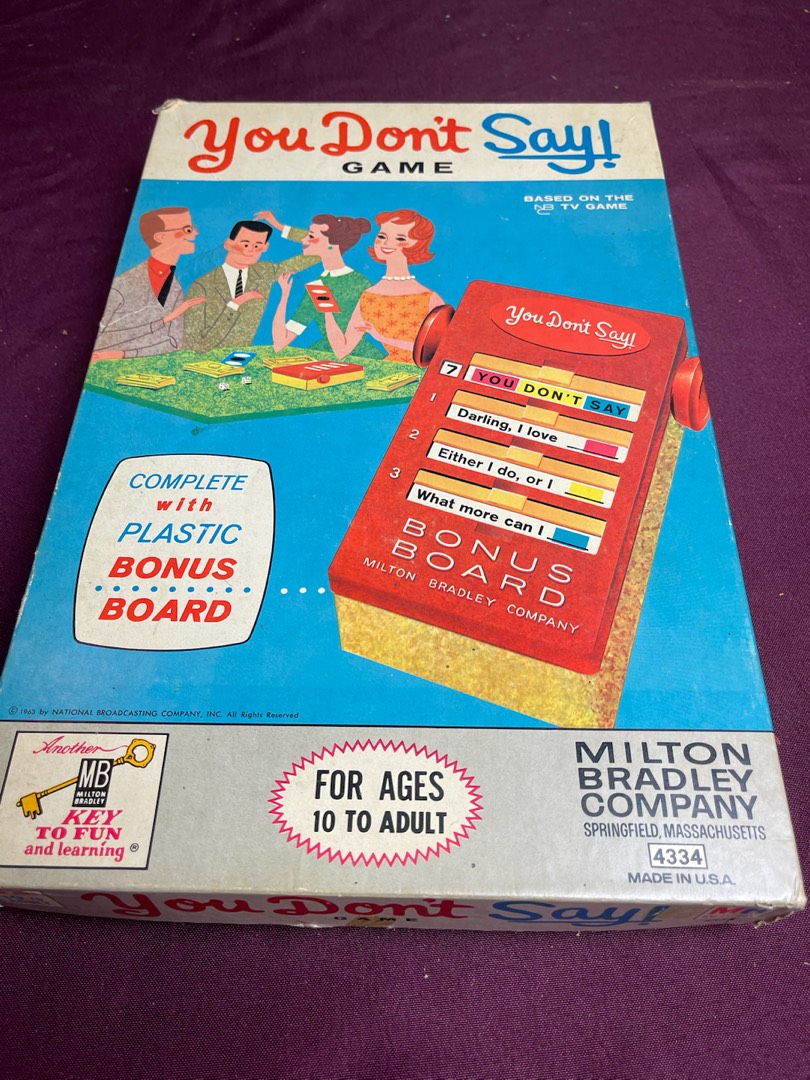 You Don't Say!
GAME
BASED ON THE
NBC TV GAME
You Don't Say!
7 YOU DON'T SAY
1 Darling, I love
2 Either I do, or I
3 What more can I
BONUS
BOARD
MILTON BRADLEY COMPANY
COMPLETE
with
PLASTIC
BONUS
BOARD
© 1963 by NATIONAL BROADCASTING COMPANY, INC. All Rights Reserved
Another
MB
MILTON
BRADLEY
KEY
TO FUN
and learning ®
FOR AGES
10 TO ADULT
MILTON
BRADLEY
COMPANY
SPRINGFIELD, MASSACHUSETTS
4334
MADE IN U.S.A.
You Don't Say!
GAME